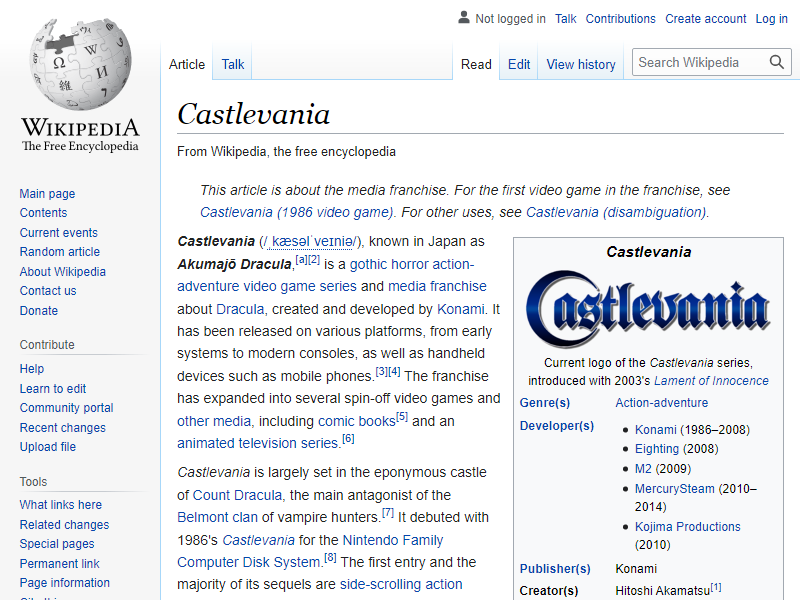 Not logged in Talk Contributions Create account Log in
Article Talk Read Edit View history Search Wikipedia
WIKIPEDIA
The Free Encyclopedia
Main page
Contents
Current events
Random article
About Wikipedia
Contact us
Donate
Contribute
Help
Learn to edit
Community portal
Recent changes
Upload file
Tools
What links here
Related changes
Special pages
Permanent link
Page information
Castlevania
From Wikipedia, the free encyclopedia
This article is about the media franchise. For the first video game in the franchise, see
Castlevania (1986 video game). For other uses, see Castlevania (disambiguation).
Castlevania (/ˌkæsəlˈveɪniə/), known in Japan as
Akumajō Dracula,[a][2] is a gothic horror action-
adventure video game series and media franchise
about Dracula, created and developed by Konami. It
has been released on various platforms, from early
systems to modern consoles, as well as handheld
devices such as mobile phones.[3][4] The franchise
has expanded into several spin-off video games and
other media, including comic books[5] and an
animated television series.[6]
Castlevania is largely set in the eponymous castle
of Count Dracula, the main antagonist of the
Belmont clan of vampire hunters.[7] It debuted with
1986's Castlevania for the Nintendo Family
Computer Disk System.[8] The first entry and the
majority of its sequels are side-scrolling action
Castlevania
Castlevania
Current logo of the Castlevania series,
introduced with 2003's Lament of Innocence
Genre(s) Action-adventure
Developer(s) Konami (1986–2008)
Eighting (2008)
M2 (2009)
MercurySteam (2010–
2014)
Kojima Productions
(2010)
Publisher(s) Konami
Creator(s) Hitoshi Akamatsu[1]